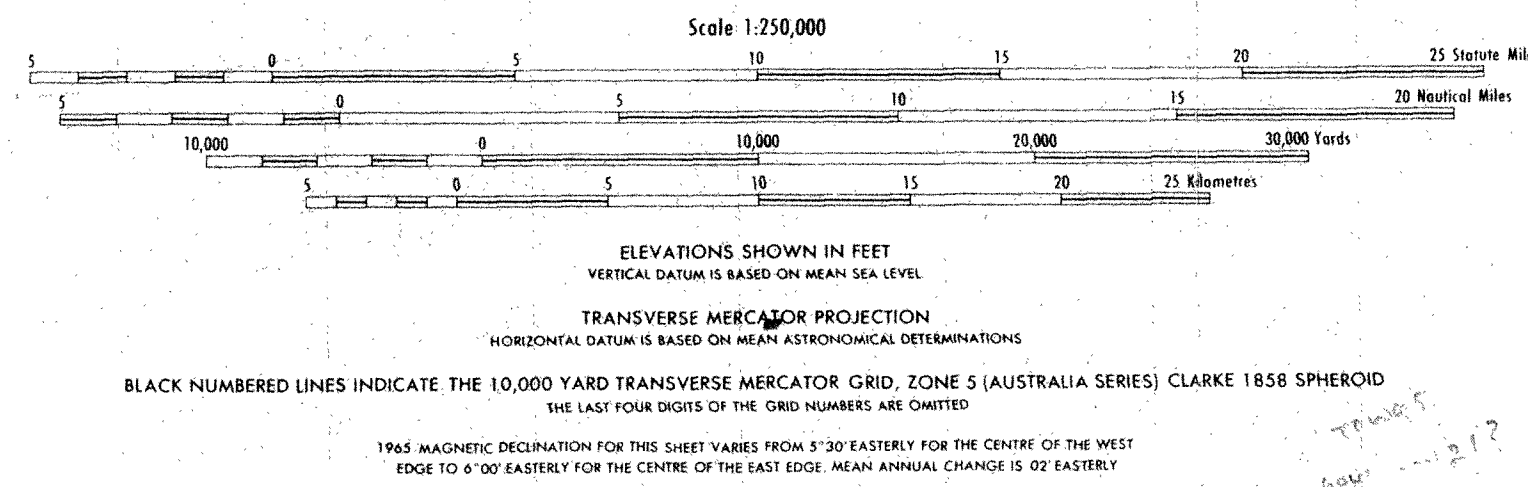 Scale 1:250,000
5 0 5 10 15 20 25 Statute Mil
5 0 5 10 15 20 Nautical Miles
10,000 0 10,000 20,000 30,000 Yards
5 0 5 10 15 20 25 Kilometres
ELEVATIONS SHOWN IN FEET
VERTICAL DATUM IS BASED ON MEAN SEA LEVEL
TRANSVERSE MERCATOR PROJECTION
HORIZONTAL DATUM IS BASED ON MEAN ASTRONOMICAL DETERMINATIONS
BLACK NUMBERED LINES INDICATE THE 10,000 YARD TRANSVERSE MERCATOR GRID, ZONE 5 (AUSTRALIA SERIES) CLARKE 1858 SPHEROID
THE LAST FOUR DIGITS OF THE GRID NUMBERS ARE OMITTED
1965 MAGNETIC DECLINATION FOR THIS SHEET VARIES FROM 5°30' EASTERLY FOR THE CENTRE OF THE WEST
EDGE TO 6°00' EASTERLY FOR THE CENTRE OF THE EAST EDGE. MEAN ANNUAL CHANGE IS 02' EASTERLY